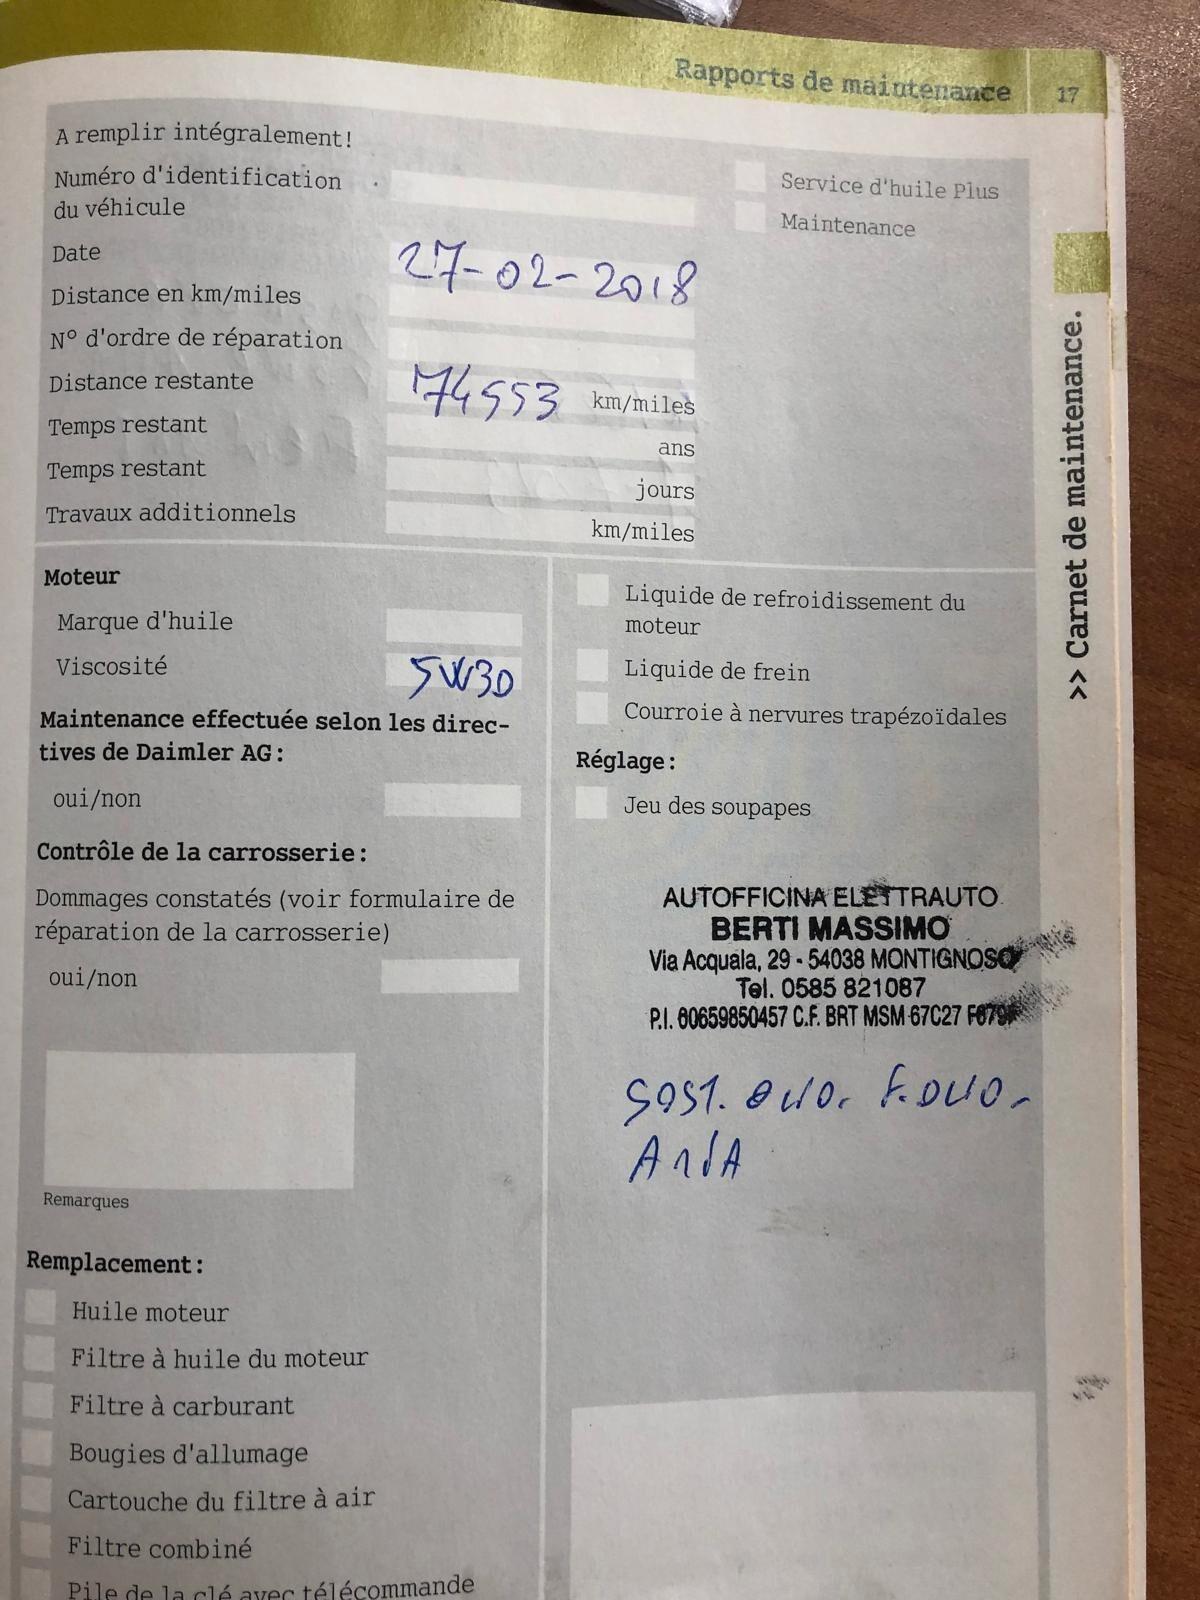 Rapports de maintenance 17
A remplir intégralement!
Numéro d'identification
du véhicule
Service d'huile Plus
Maintenance
Date 27-02-2018
Distance en km/miles
N° d'ordre de réparation
Distance restante 74553 km/miles
Temps restant ans
Temps restant jours
Travaux additionnels km/miles
>> Carnet de maintenance.
Moteur
Marque d'huile
Viscosité 5W30
Maintenance effectuée selon les direc-
tives de Daimler AG:
oui/non
Contrôle de la carrosserie:
Dommages constatés (voir formulaire de
réparation de la carrosserie)
oui/non
Remarques
Remplacement:
Huile moteur
Filtre à huile du moteur
Filtre à carburant
Bougies d'allumage
Cartouche du filtre à air
Filtre combiné
Pile de la clé avec télécommande
Liquide de refroidissement du
moteur
Liquide de frein
Courroie à nervures trapézoïdales
Réglage:
Jeu des soupapes
AUTOFFICINA ELETTRAUTO
BERTI MASSIMO
Via Acquala, 29 - 54038 MONTIGNOSO
Tel. 0585 821087
P.I. 00659850457 C.F. BRT MSM 67C27
SOST. OLIO. F. OLIO-
ARIA